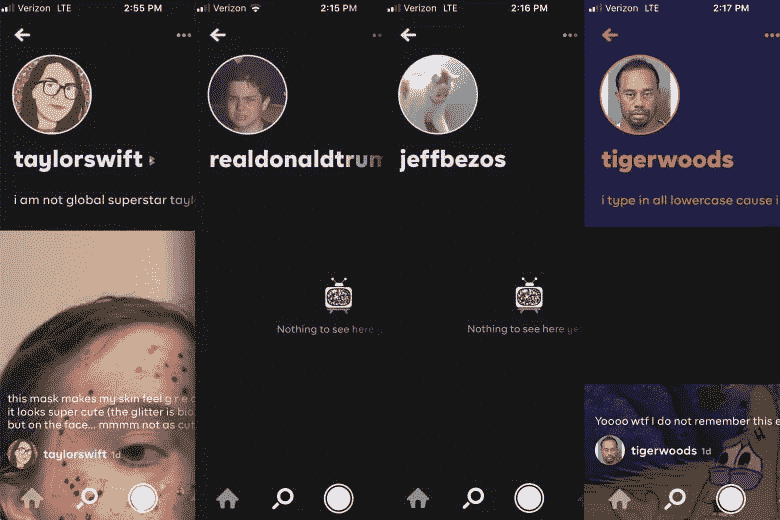 Verizon LTE 2:55 PM
taylorswift
i am not global superstar tayl
this mask makes my skin feel g r e a
it looks super cute (the glitter is bio
but on the face... mmmm not as cut
taylorswift 1d
Verizon 2:15 PM
realdonaldtrum
Nothing to see here
Verizon LTE 2:16 PM
jeffbezos
Nothing to see here ye
Verizon LTE 2:17 PM
tigerwoods
i type in all lowercase cause i
Yoooo wtf I do not remember this e
tigerwoods 1d